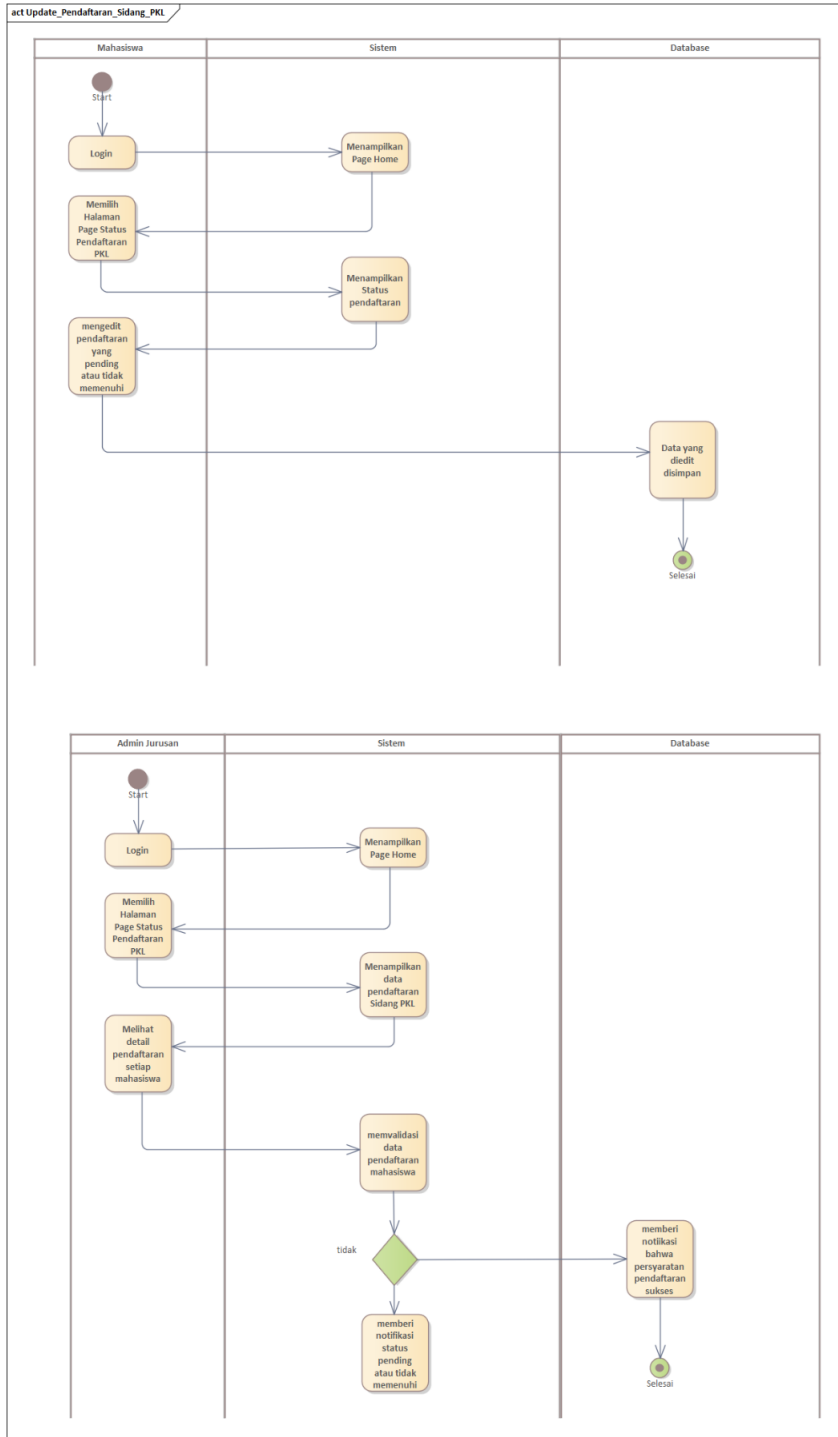 act Update_Pendaftaran_Sidang_PKL
Mahasiswa
Sistem
Database
Start
Login
Menampilkan
Page Home
Memilih
Halaman
Page Status
Pendaftaran
PKL
Menampilkan
Status
pendaftaran
mengedit
pendaftaran
yang
pending
atau tidak
memenuhi
Data yang
diedit
disimpan
Selesai
Admin Jurusan
Sistem
Database
Start
Login
Menampilkan
Page Home
Memilih
Halaman
Page Status
Pendaftaran
PKL
Menampilkan
data
pendaftaran
Sidang PKL
Melihat
detail
pendaftaran
setiap
mahasiswa
memvalidasi
data
pendaftaran
mahasiswa
tidak
memberi
notiikasi
bahwa
persyaratan
pendaftaran
sukses
memberi
notifikasi
status
pending
atau tidak
memenuhi
Selesai